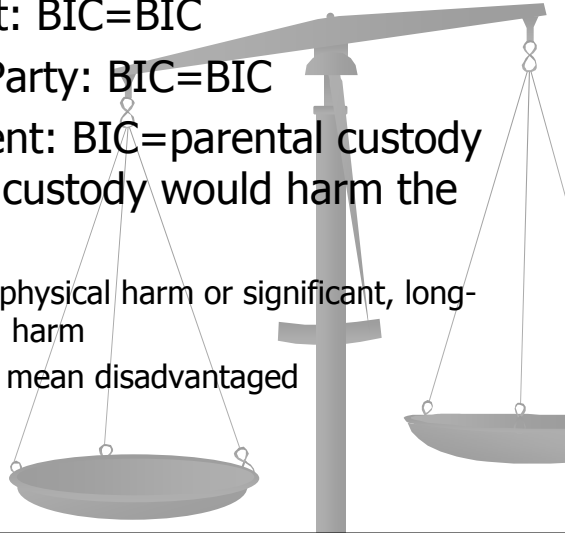 t: BIC=BIC
Party: BIC=BIC
ent: BIC=parental custody
custody would harm the
physical harm or significant, long-
harm
mean disadvantaged